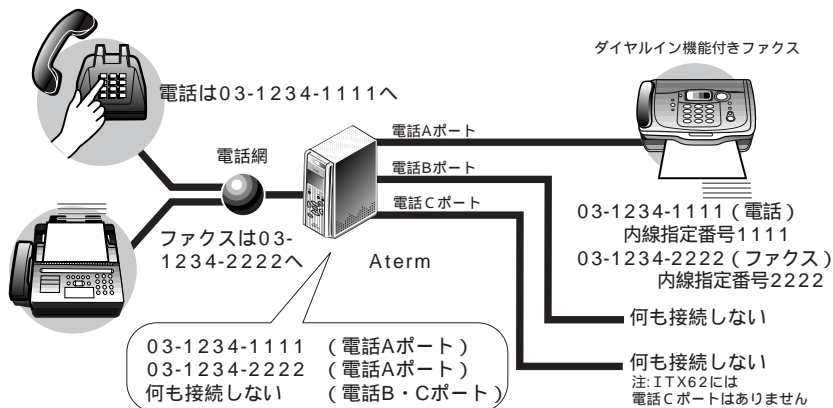 ダイヤルイン機能付きファクス
電話は03-1234-1111へ
電話Aポート
電話網
電話Bポート
電話Cポート
ファクスは03-
1234-2222へ
Aterm
03-1234-1111(電話)
内線指定番号1111
03-1234-2222(ファクス)
内線指定番号2222
何も接続しない
何も接続しない
注:ITX62には
電話Cポートはありません
03-1234-1111 (電話Aポート)
03-1234-2222 (電話Aポート)
何も接続しない (電話B・Cポート)